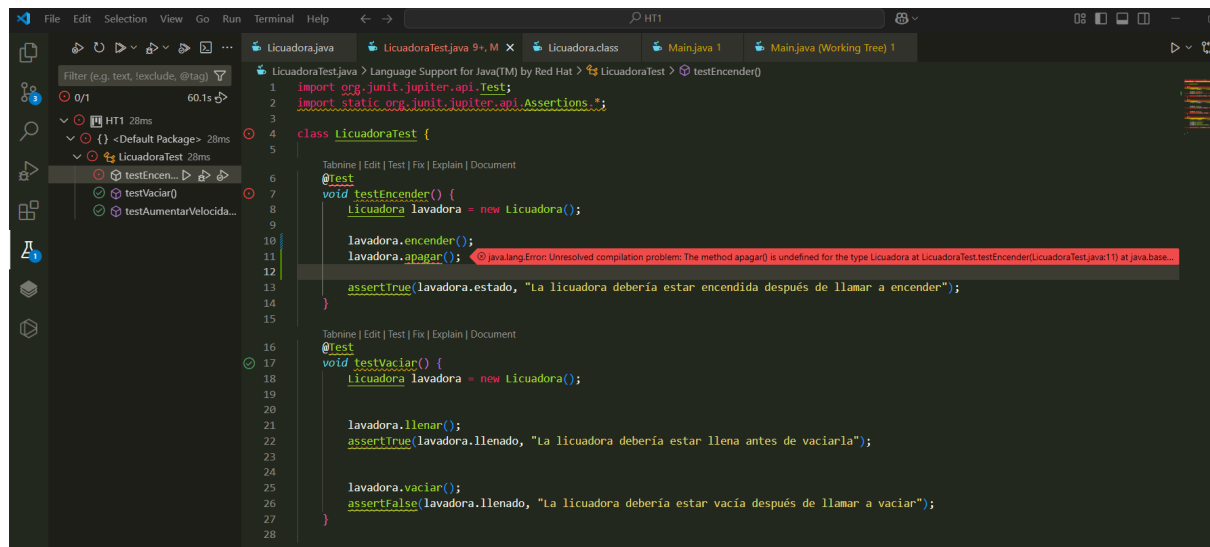 File Edit Selection View Go Run Terminal Help
HT1
Licuadora.java LicuadoraTest.java 9+, M Licuadora.class Main.java 1 Main.java (Working Tree) 1
Filter (e.g. text, !exclude, @tag)
0/1 60.1s
HT1 28ms
{} <Default Package> 28ms
LicuadoraTest 28ms
testEncen...
testVaciar()
testAumentarVelocida...
3
1
LicuadoraTest.java > Language Support for Java(TM) by Red Hat > LicuadoraTest > testEncender()
1 import org.junit.jupiter.api.Test;
2 import static org.junit.jupiter.api.Assertions.*;
3
4 class LicuadoraTest {
5
Tabnine | Edit | Test | Fix | Explain | Document
6 @Test
7 void testEncender() {
8 Licuadora lavadora = new Licuadora();
9
10 lavadora.encender();
11 lavadora.apagar(); java.lang.Error: Unresolved compilation problem: The method apagar() is undefined for the type Licuadora at LicuadoraTest.testEncender(LicuadoraTest.java:11) at java.base...
12
13 assertTrue(lavadora.estado, "La licuadora debería estar encendida después de llamar a encender");
14 }
15
Tabnine | Edit | Test | Fix | Explain | Document
16 @Test
17 void testVaciar() {
18 Licuadora lavadora = new Licuadora();
19
20
21 lavadora.llenar();
22 assertTrue(lavadora.llenado, "La licuadora debería estar llena antes de vaciarla");
23
24
25 lavadora.vaciar();
26 assertFalse(lavadora.llenado, "La licuadora debería estar vacía después de llamar a vaciar");
27 }
28